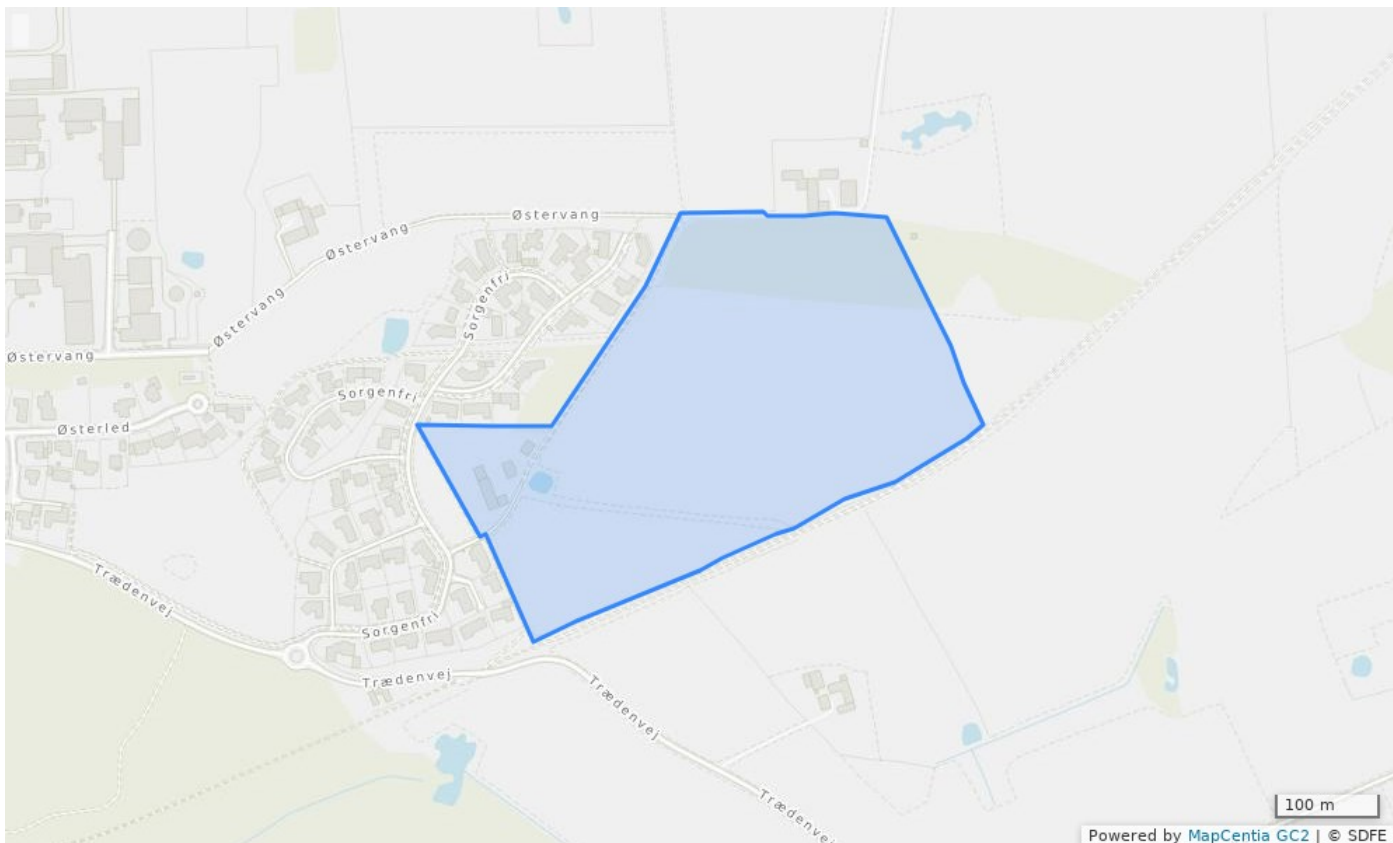 Østervang
Østervang
Østervang
Sorgenfri
Østervang
Sorgenfri
Østerled
Trædenvej
Sorgenfri
Trædenvej
Trædenvej
Trædenvej
100 m
Powered by MapCentia GC2 | © SDFE